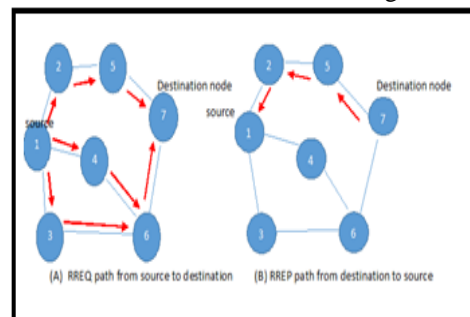 2
5
Destination node
source
1
4
7
3
6
(A) RREQ path from source to destination
2
5
Destination node
source
1
4
7
3
6
(B) RREP path from destination to source